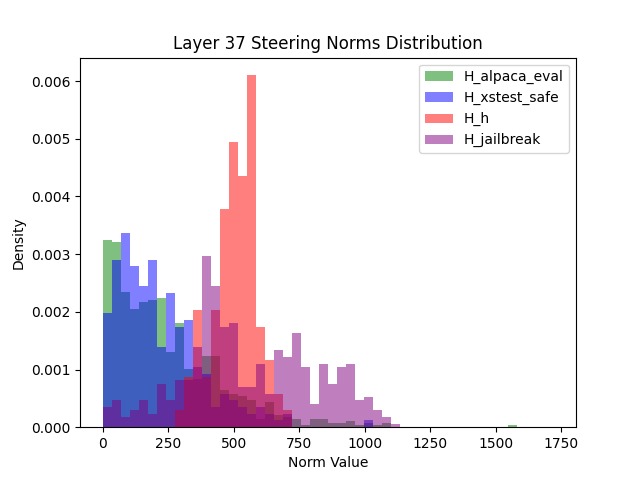 Layer 37 Steering Norms Distribution
H_alpaca_eval
H_xstest_safe
H_h
H_jailbreak
Density
0.006
0.005
0.004
0.003
0.002
0.001
0.000
0 250 500 750 1000 1250 1500 1750
Norm Value